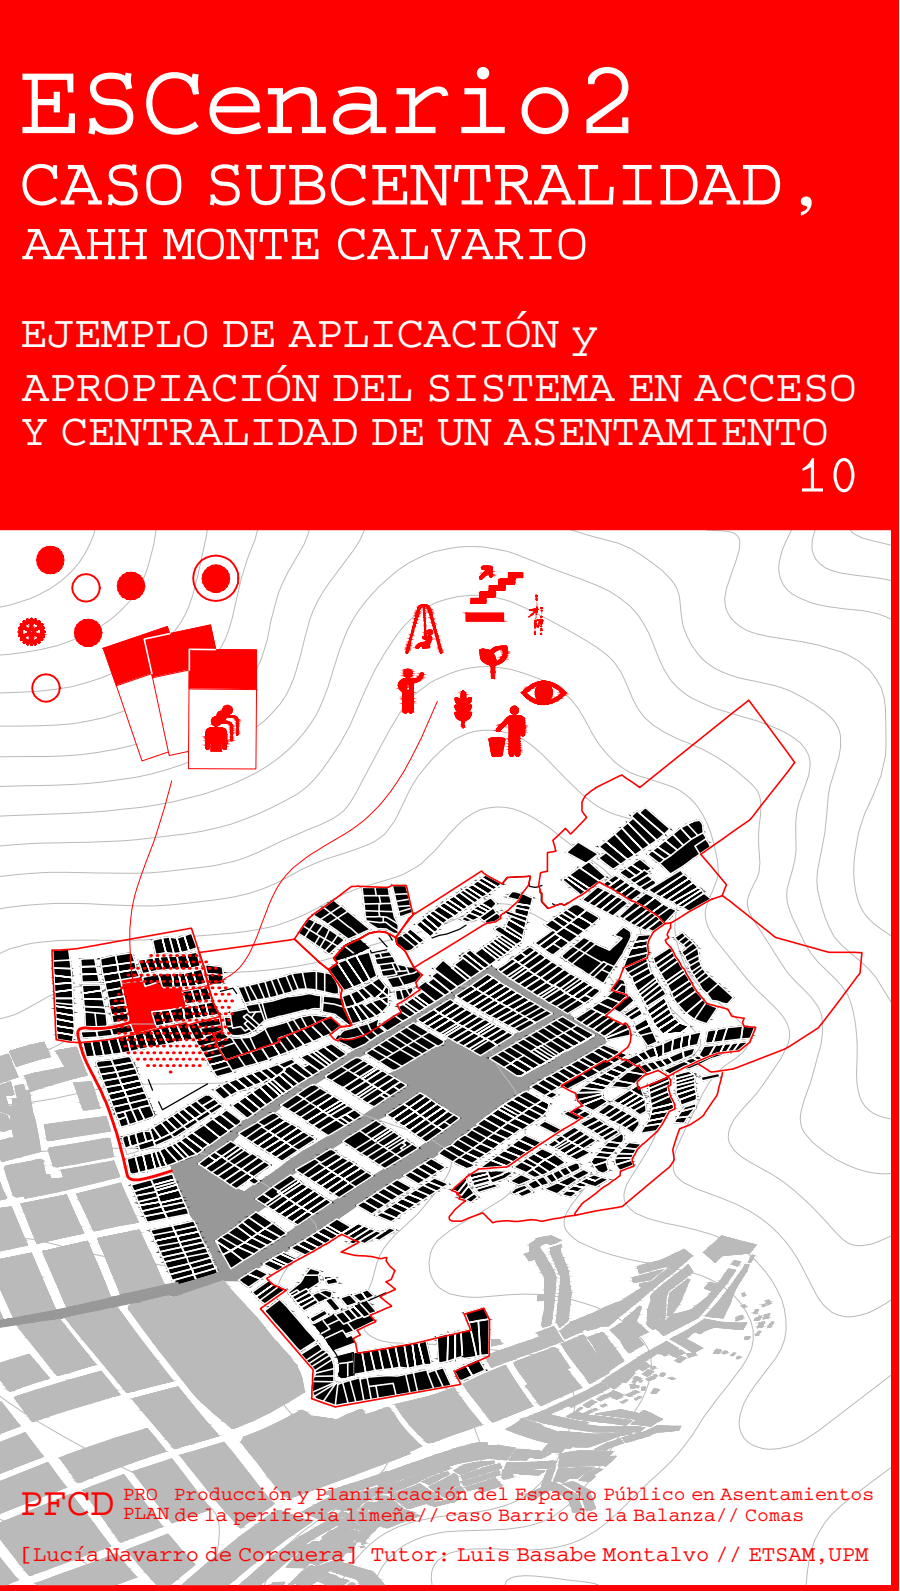 ESCenario2
CASO SUBCENTRALIDAD,
AAHH MONTE CALVARIO
EJEMPLO DE APLICACIÓN y
APROPIACIÓN DEL SISTEMA EN ACCESO
Y CENTRALIDAD DE UN ASENTAMIENTO
10
PFCD PRO Producción y Planificación del Espacio Público en Asentamientos
PLAN de la periferia limeña// caso Barrio de la Balanza// Comas
[Lucía Navarro de Corcuera] Tutor: Luis Basabe Montalvo // ETSAM,UPM